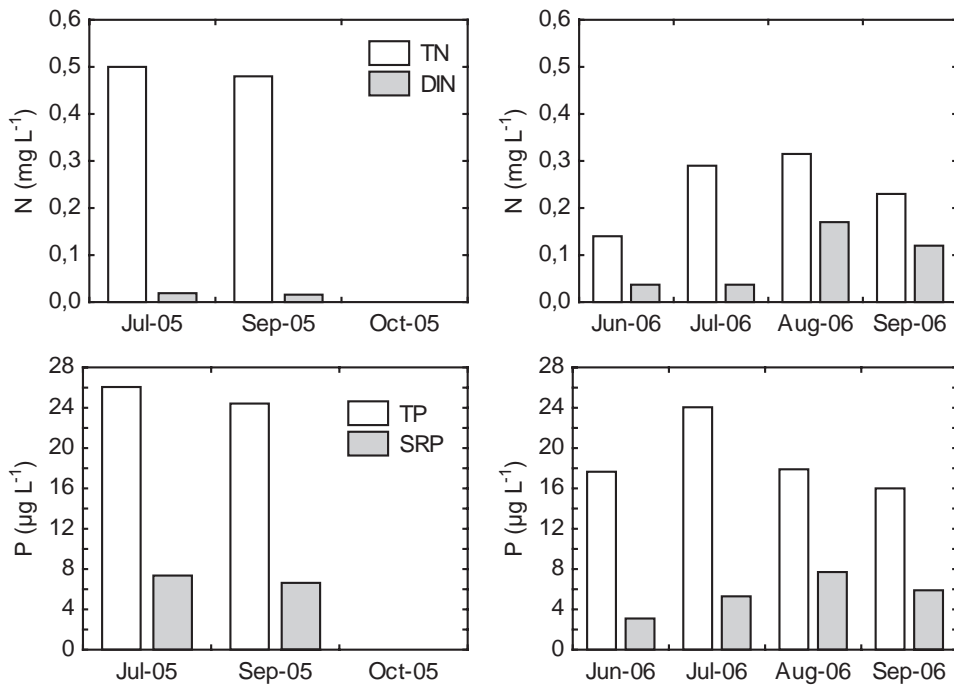 0,6
0,5
0,4
0,3
0,2
0,1
0,0
N (mg L⁻¹)
TN
DIN
Jul-05 Sep-05 Oct-05
0,6
0,5
0,4
0,3
0,2
0,1
0,0
N (mg L⁻¹)
Jun-06 Jul-06 Aug-06 Sep-06
28
24
20
16
12
8
4
0
P (µg L⁻¹)
TP
SRP
Jul-05 Sep-05 Oct-05
28
24
20
16
12
8
4
0
P (µg L⁻¹)
Jun-06 Jul-06 Aug-06 Sep-06